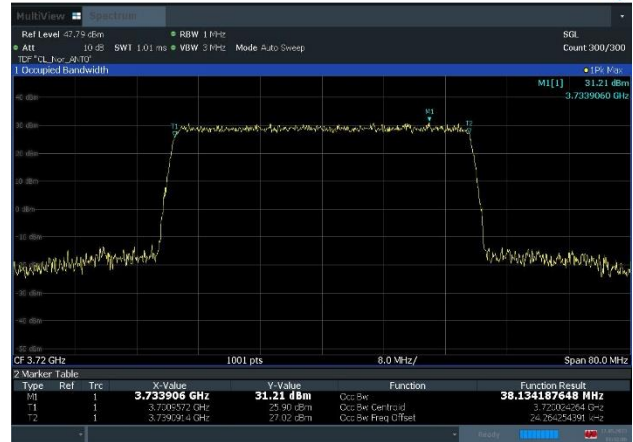 MultiView Spectrum
Ref Level 47.79 dBm RBW 1 MHz SGL
Att 10 dB SWT 1.01 ms VBW 3 MHz Mode Auto Sweep Count 300/300
TDF "CL_Nor_ANT0"
1 Occupied Bandwidth 1Pk Max
M1[1] 31.21 dBm
3.7339060 GHz
40 dBm
M1
30 dBm
T1 T2
20 dBm
10 dBm
0 dBm
-10 dBm
-20 dBm
-30 dBm
-40 dBm
-50 dBm
CF 3.72 GHz 1001 pts 8.0 MHz/ Span 80.0 MHz
2 Marker Table
Type Ref Trc X-Value Y-Value Function Function Result
M1 1 3.733906 GHz 31.21 dBm Occ Bw 38.134187648 MHz
T1 1 3.7009572 GHz 25.90 dBm Occ Bw Centroid 3.720024264 GHz
T2 1 3.7390914 GHz 27.02 dBm Occ Bw Freq Offset 24.264254391 kHz
Ready